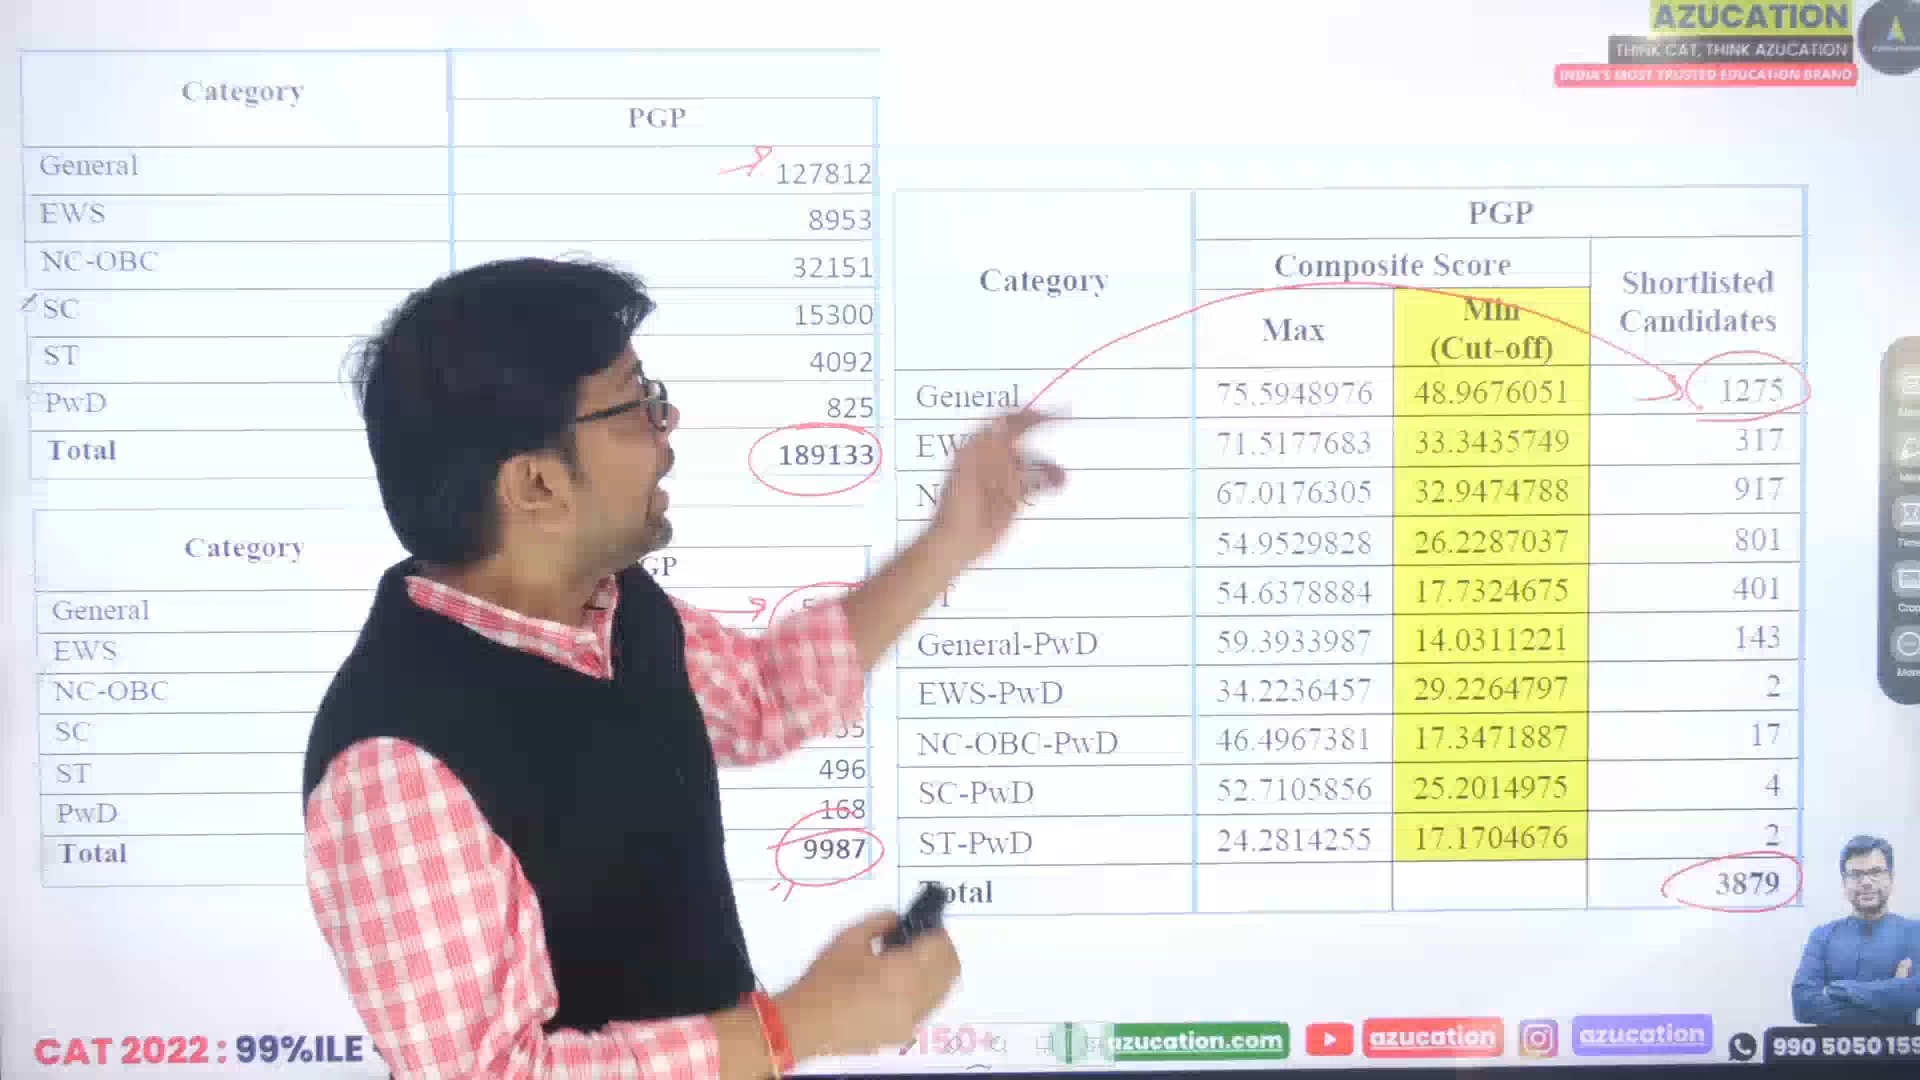 AZUCATION
THINK CAT, THINK AZUCATION
INDIA'S MOST TRUSTED EDUCATION BRAND
Category
PGP
General 127812
EWS 8953
NC-OBC 32151
SC 15300
ST 4092
PwD 825
Total 189133
Category
GP
General
EWS
NC-OBC
SC
ST 496
PwD 168
Total 9987
Category
PGP
Composite Score
Shortlisted Candidates
Max
Min (Cut-off)
General 75.5948976 48.9676051 1275
EW 71.5177683 33.3435749 317
N 67.0176305 32.9474788 917
54.9529828 26.2287037 801
54.6378884 17.7324675 401
General-PwD 59.3933987 14.0311221 143
EWS-PwD 34.2236457 29.2264797 2
NC-OBC-PwD 46.4967381 17.3471887 17
SC-PwD 52.7105856 25.2014975 4
ST-PwD 24.2814255 17.1704676 2
Total 3879
CAT 2022 : 99%ILE
150+
azucation.com
azucation
azucation
990 5050 159